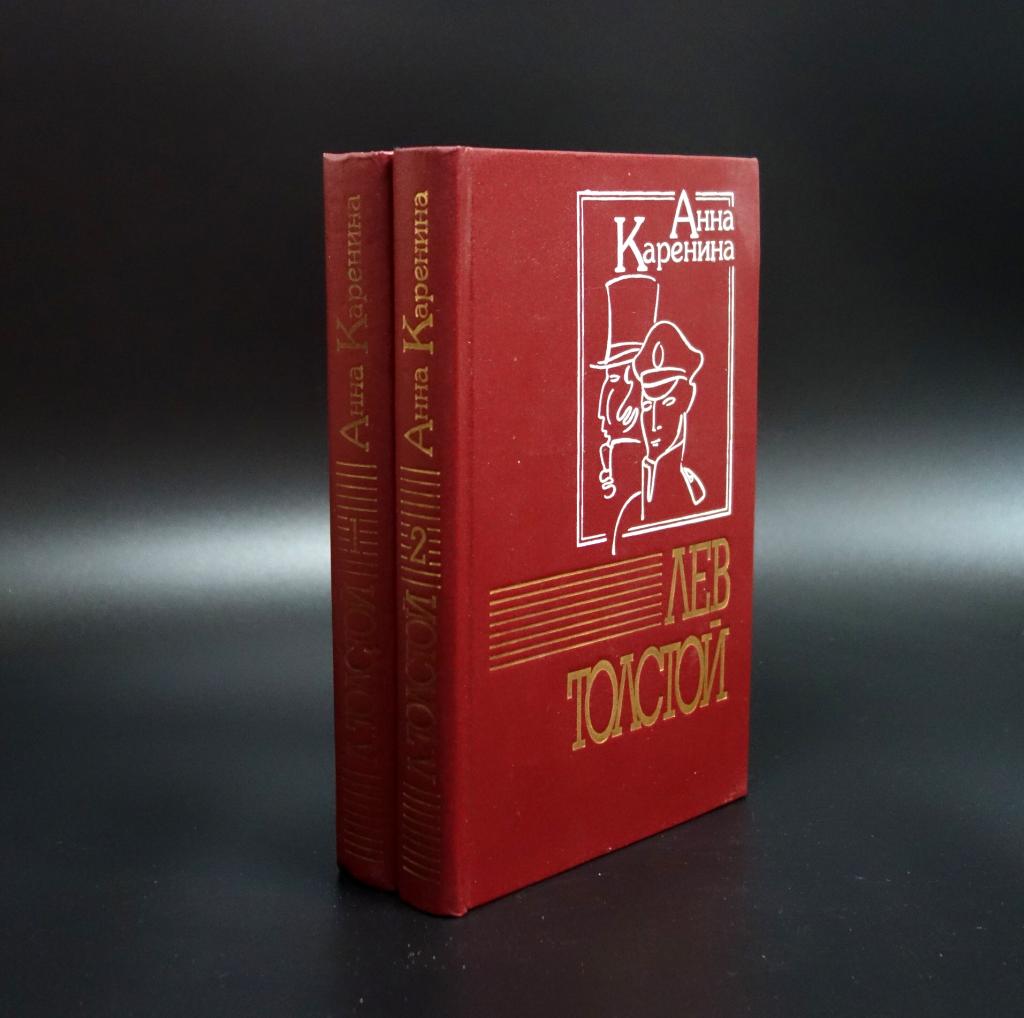 Анна Каренина
1
Л. ТОЛСТОЙ
Анна Каренина
2
Л. ТОЛСТОЙ
Анна
Каренина
ЛЕВ
ТОЛСТОЙ